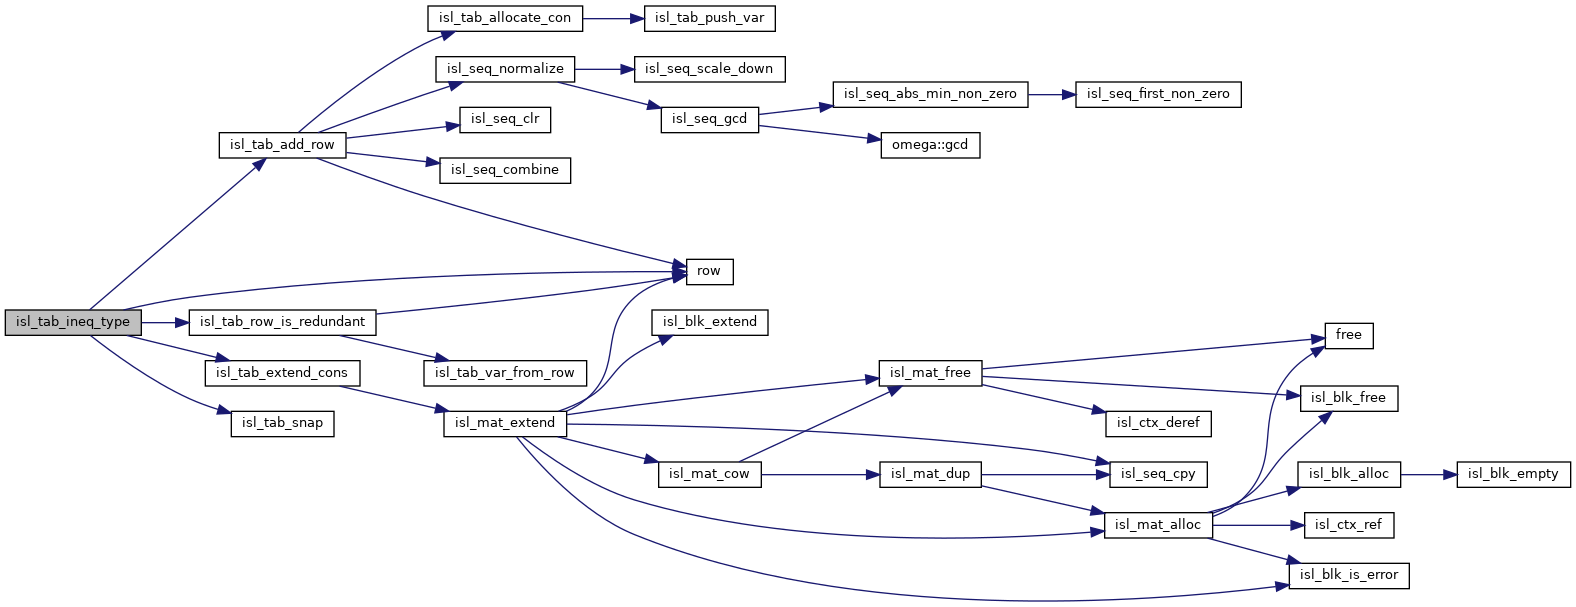 isl_tab_allocate_con
isl_tab_push_var
isl_seq_normalize
isl_seq_scale_down
isl_seq_abs_min_non_zero
isl_seq_first_non_zero
isl_seq_clr
isl_seq_gcd
isl_tab_add_row
omega::gcd
isl_seq_combine
row
isl_tab_ineq_type
isl_tab_row_is_redundant
isl_blk_extend
free
isl_tab_extend_cons
isl_tab_var_from_row
isl_mat_free
isl_blk_free
isl_tab_snap
isl_mat_extend
isl_ctx_deref
isl_mat_cow
isl_mat_dup
isl_seq_cpy
isl_blk_alloc
isl_blk_empty
isl_mat_alloc
isl_ctx_ref
isl_blk_is_error